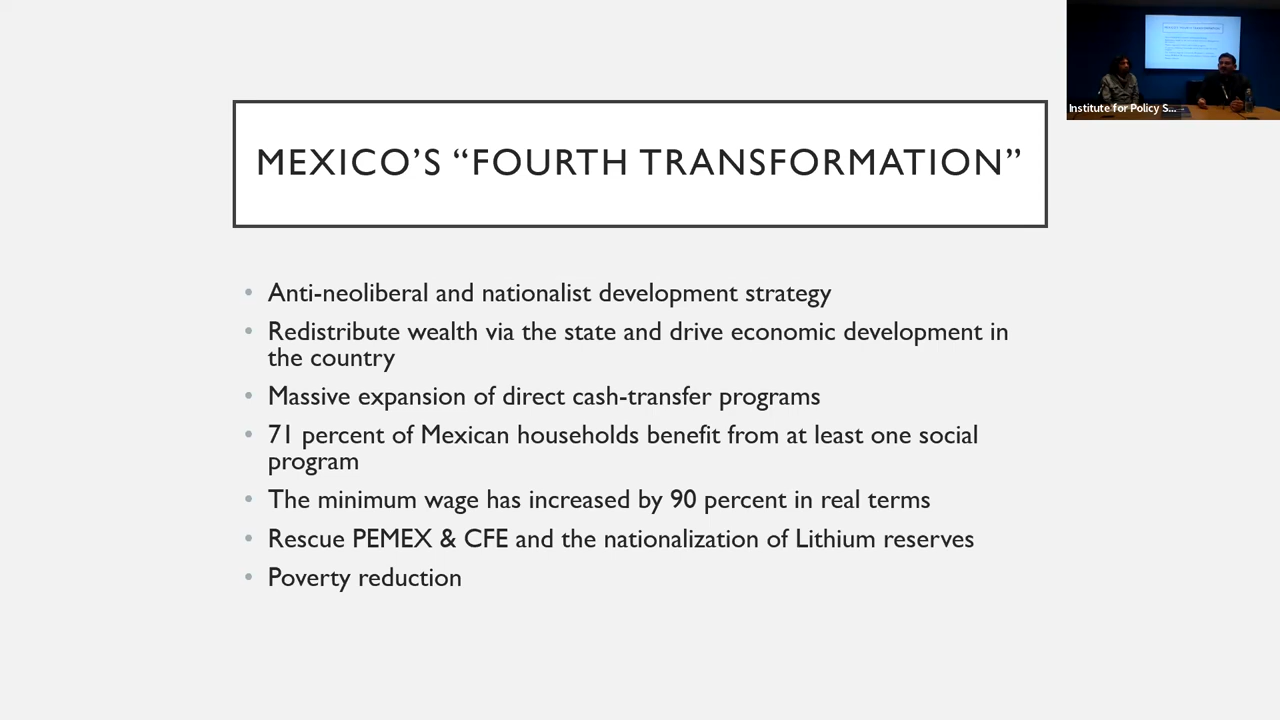 MEXICO'S “FOURTH TRANSFORMATION”
• Anti-neoliberal and nationalist development strategy
• Redistribute wealth via the state and drive economic development in
the country
• Massive expansion of direct cash-transfer programs
• 71 percent of Mexican households benefit from at least one social
program
• The minimum wage has increased by 90 percent in real terms
• Rescue PEMEX & CFE and the nationalization of Lithium reserves
• Poverty reduction
Institute for Policy S...